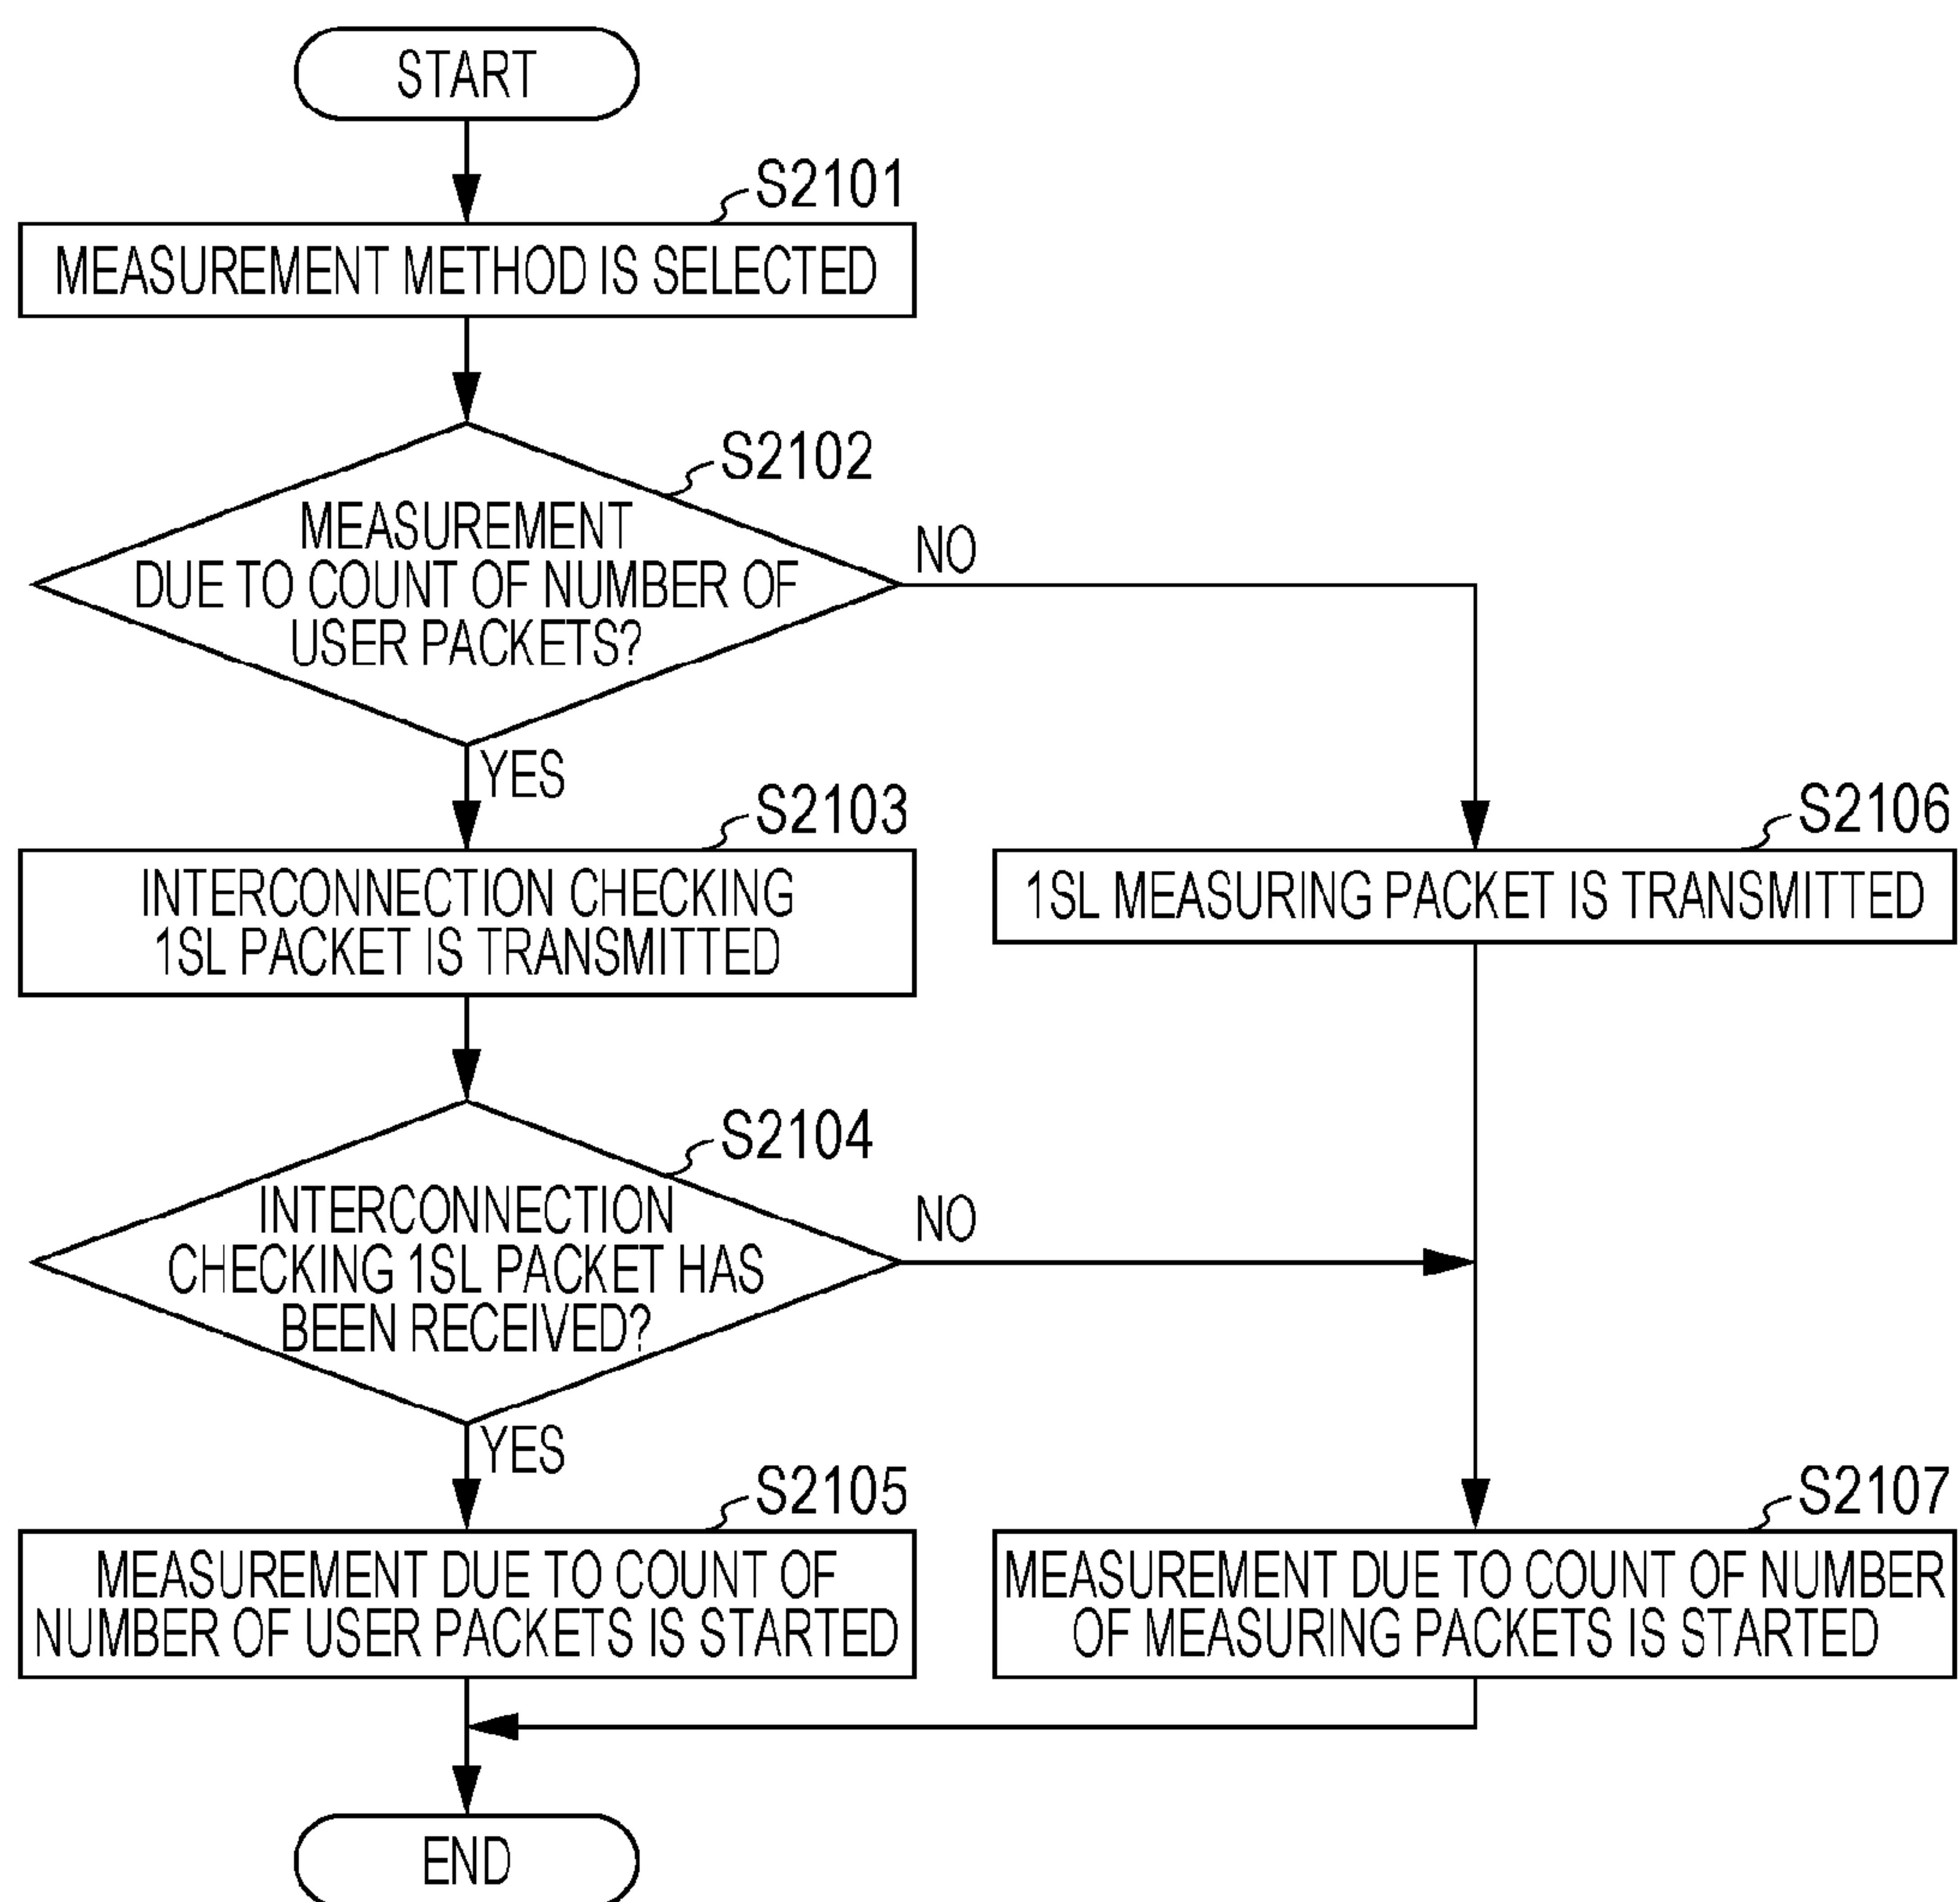 START
S2101
MEASUREMENT METHOD IS SELECTED
S2102
MEASUREMENT
DUE TO COUNT OF NUMBER OF
USER PACKETS?
NO
YES
S2103
INTERCONNECTION CHECKING
1SL PACKET IS TRANSMITTED
S2106
1SL MEASURING PACKET IS TRANSMITTED
S2104
INTERCONNECTION
CHECKING 1SL PACKET HAS
BEEN RECEIVED?
NO
YES
S2105
MEASUREMENT DUE TO COUNT OF
NUMBER OF USER PACKETS IS STARTED
S2107
MEASUREMENT DUE TO COUNT OF NUMBER
OF MEASURING PACKETS IS STARTED
END